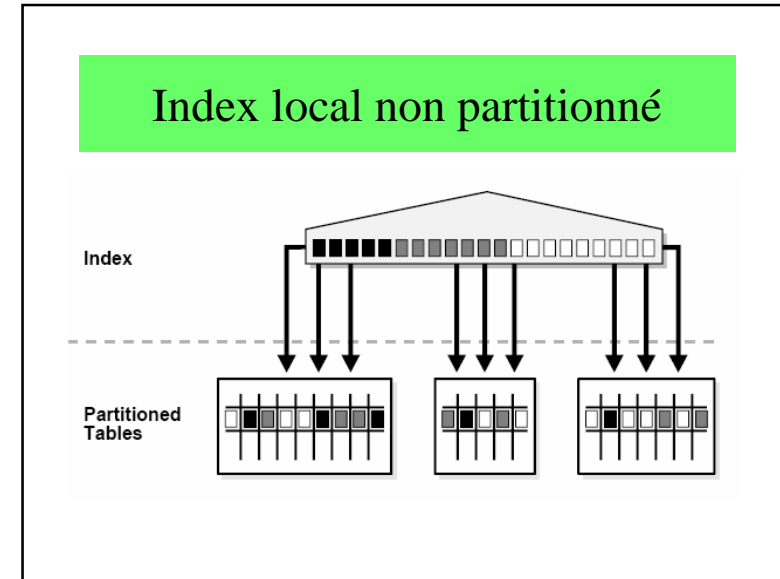 Index local non partitionné
Index
Partitioned
Tables